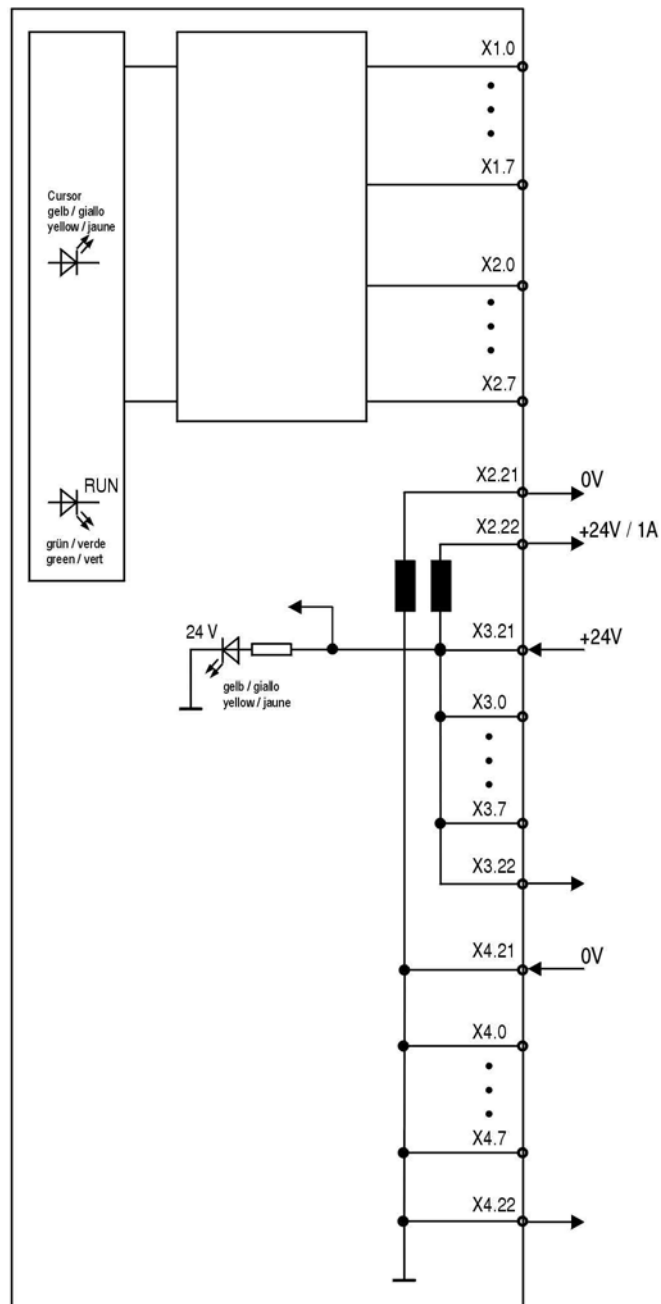 X1.0
X1.7
Cursor
gelb / giallo
yellow / jaune
X2.0
X2.7
RUN
grün / verde
green / vert
X2.21
0V
X2.22
+24V / 1A
24 V
X3.21
+24V
gelb / giallo
yellow / jaune
X3.0
X3.7
X3.22
X4.21
0V
X4.0
X4.7
X4.22